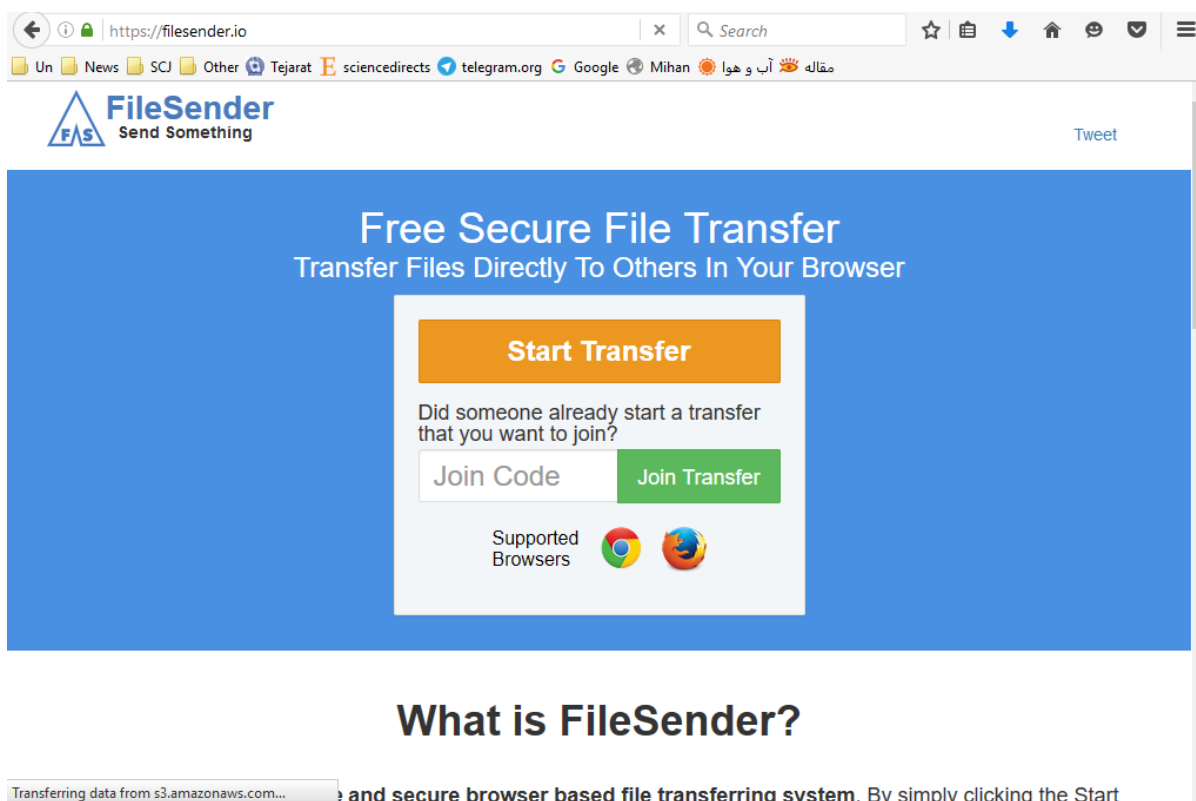 https://filesender.io
Search
Un News SCJ Other Tejarat E sciencedirects telegram.org G Google Mihan آب و هوا مقاله
FileSender
FAS Send Something
Tweet
Free Secure File Transfer
Transfer Files Directly To Others In Your Browser
Start Transfer
Did someone already start a transfer
that you want to join?
Join Code Join Transfer
Supported
Browsers
What is FileSender?
Transferring data from s3.amazonaws.com... and secure browser based file transferring system. By simply clicking the Start